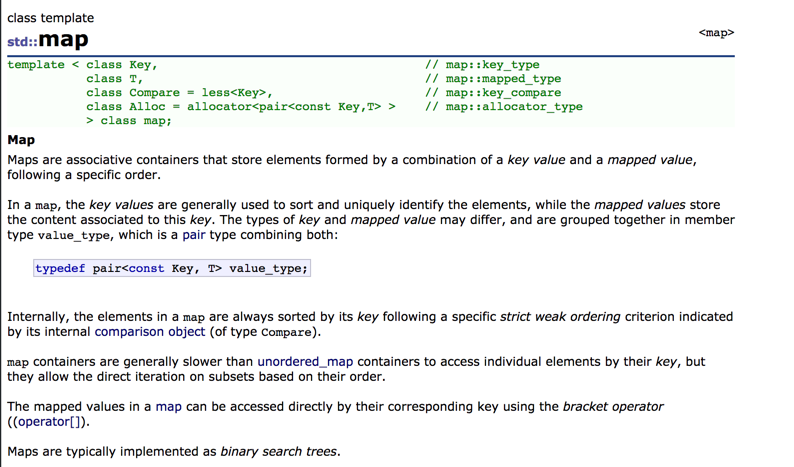 class template
<map>
std::map
template < class Key,                                     // map::key_type
           class T,                                       // map::mapped_type
           class Compare = less<Key>,                     // map::key_compare
           class Alloc = allocator<pair<const Key,T> >    // map::allocator_type
           > class map;
Map
Maps are associative containers that store elements formed by a combination of a key value and a mapped value,
following a specific order.
In a map, the key values are generally used to sort and uniquely identify the elements, while the mapped values store
the content associated to this key. The types of key and mapped value may differ, and are grouped together in member
type value_type, which is a pair type combining both:
typedef pair<const Key, T> value_type;
Internally, the elements in a map are always sorted by its key following a specific strict weak ordering criterion indicated
by its internal comparison object (of type Compare).
map containers are generally slower than unordered_map containers to access individual elements by their key, but
they allow the direct iteration on subsets based on their order.
The mapped values in a map can be accessed directly by their corresponding key using the bracket operator
((operator[]).
Maps are typically implemented as binary search trees.